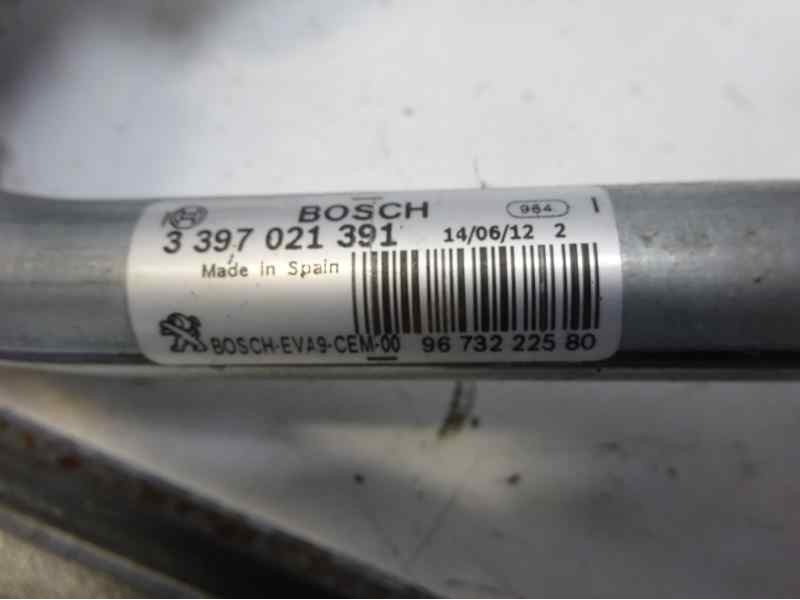 BOSCH 984 I
3 397 021 391 14/06/12 2
Made in Spain
BOSCH-EVA9-CEM-00 96 732 225 80